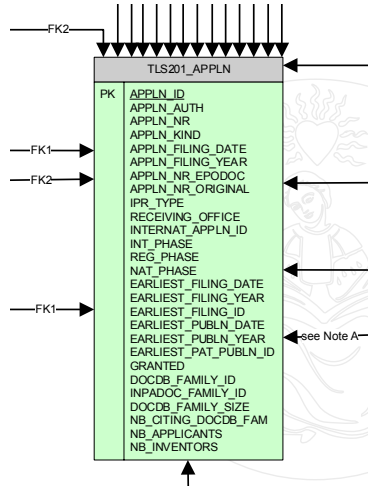 FK2
TLS201_APPLN
PK APPLN_ID
APPLN_AUTH
APPLN_NR
APPLN_KIND
FK1 APPLN_FILING_DATE
APPLN_FILING_YEAR
FK2 APPLN_NR_EPODOC
APPLN_NR_ORIGINAL
IPR_TYPE
RECEIVING_OFFICE
INTERNAT_APPLN_ID
INT_PHASE
REG_PHASE
NAT_PHASE
EARLIEST_FILING_DATE
EARLIEST_FILING_YEAR
FK1 EARLIEST_FILING_ID
EARLIEST_PUBLN_DATE
EARLIEST_PUBLN_YEAR see Note A
EARLIEST_PAT_PUBLN_ID
GRANTED
DOCDB_FAMILY_ID
INPADOC_FAMILY_ID
DOCDB_FAMILY_SIZE
NB_CITING_DOCDB_FAM
NB_APPLICANTS
NB_INVENTORS